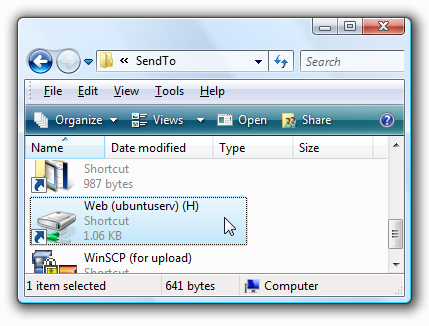 « SendTo
Search
File Edit View Tools Help
Organize Views Open Share
Name Date modified Type Size
Shortcut
987 bytes
Web (ubuntuserv) (H)
Shortcut
1.06 KB
WinSCP (for upload)
1 item selected 641 bytes Computer